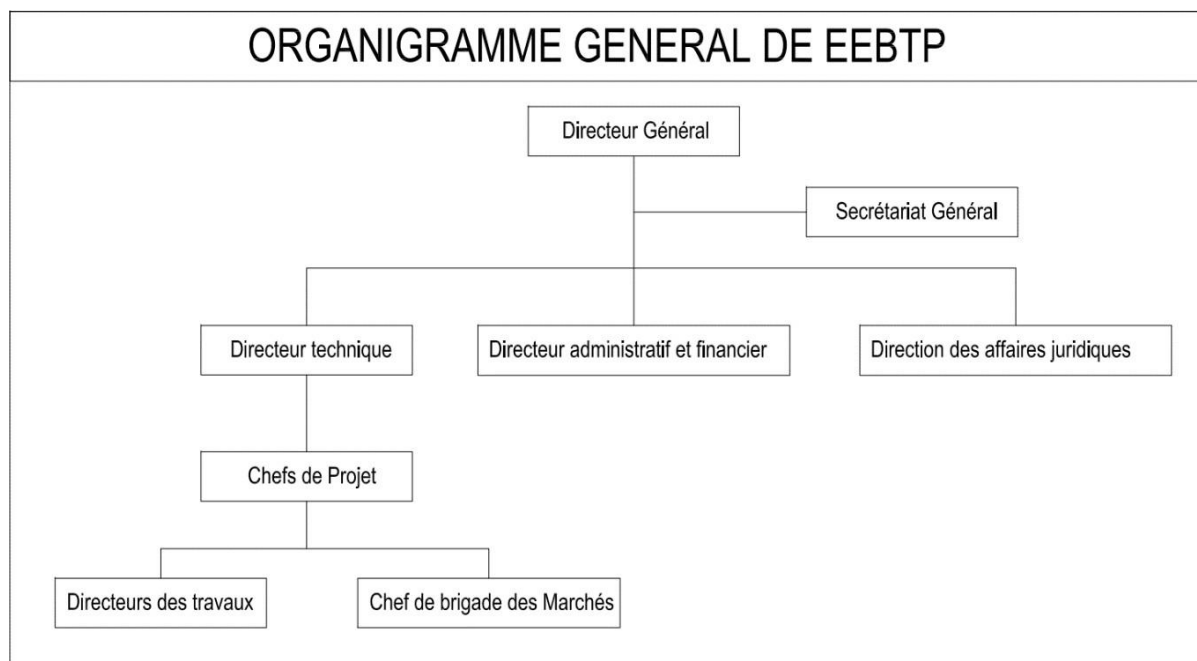 ORGANIGRAMME GENERAL DE EEBTP
Directeur Général
Secrétariat Général
Directeur technique
Directeur administratif et financier
Direction des affaires juridiques
Chefs de Projet
Directeurs des travaux
Chef de brigade des Marchés